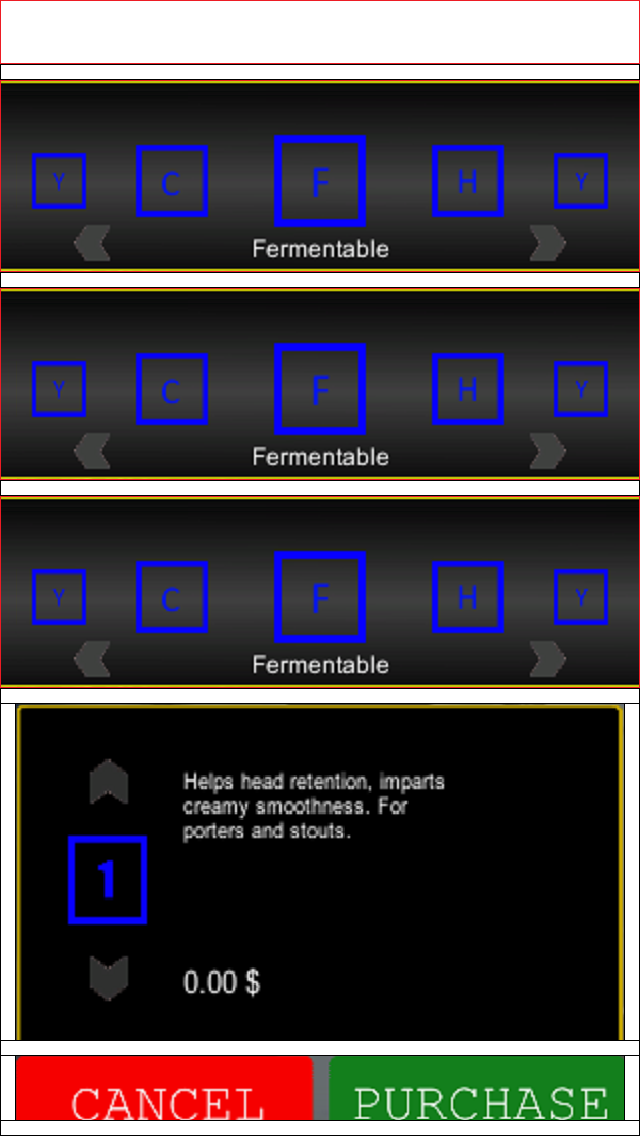 Y C F H Y
Fermentable
Y C F H Y
Fermentable
Y C F H Y
Fermentable
Helps head retention, imparts
creamy smoothness. For
porters and stouts.
1
0.00 $
CANCEL PURCHASE